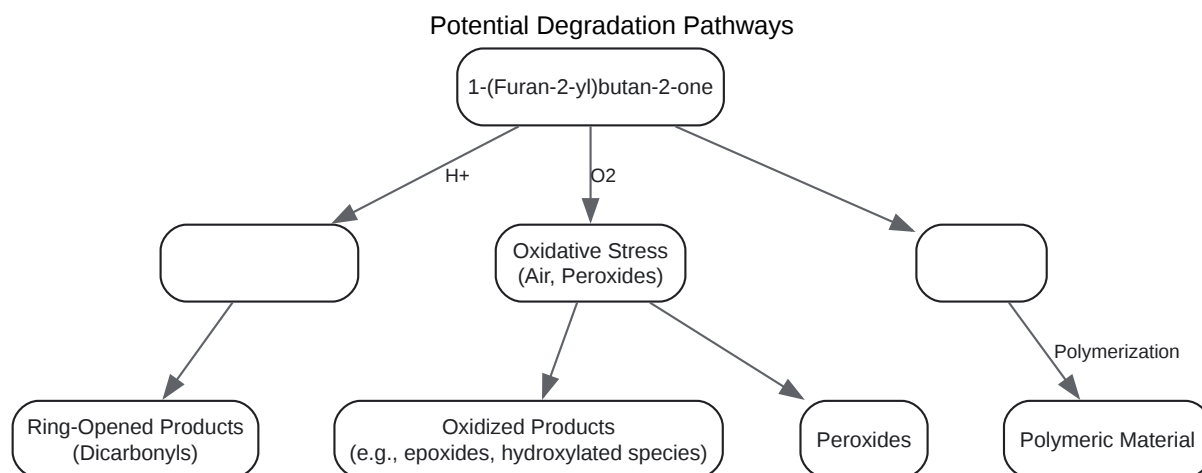 Potential Degradation Pathways
1-(Furan-2-yl)butan-2-one
H+
O2
Oxidative Stress
(Air, Peroxides)
Polymerization
Ring-Opened Products
(Dicarbonyls)
Oxidized Products
(e.g., epoxides, hydroxylated species)
Peroxides
Polymeric Material